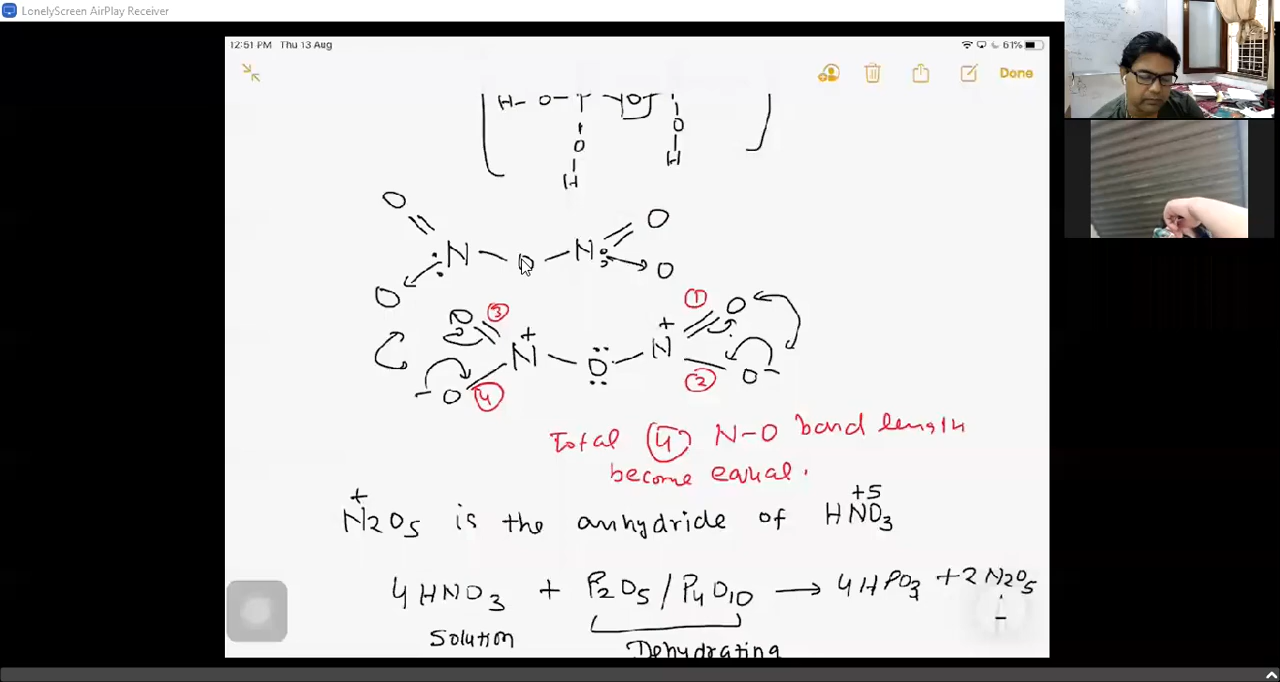 LonelyScreen AirPlay Receiver
12:51 PM Thu 13 Aug
61%
Done
H-O-P-O
O O
H H
O O
N-O-N
O O
O ③ ① O
+ +
N-O-N
-O ④ ② O-
Total ④ N-O bond length
become equal.
+ +5
N2O5 is the anhydride of HNO3
4HNO3 + P2O5/P4O10 → 4HPO3 + 2N2O5
Solution
Dehydrating